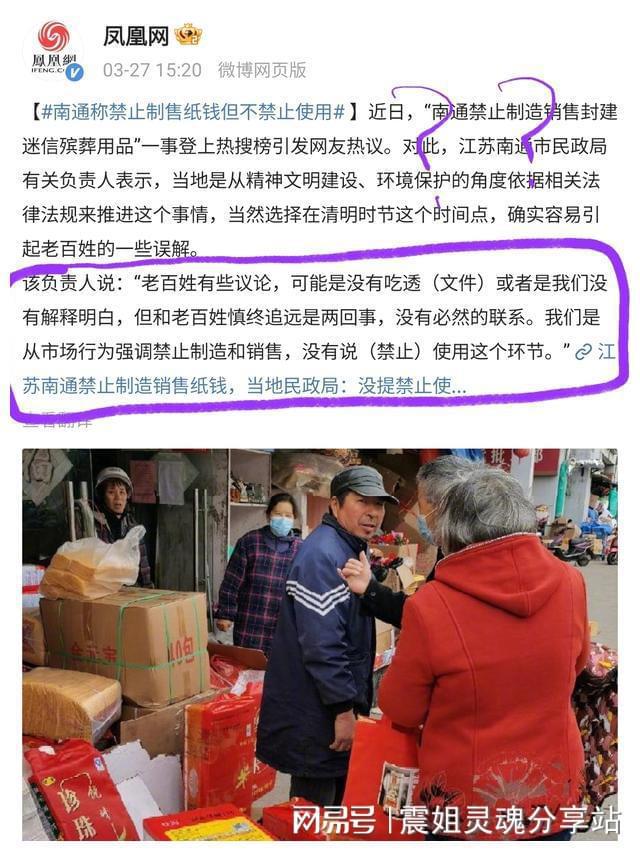 凤凰网
鳳凰網
IFENG.C
03-27 15:20 微博网页版
【#南通称禁止制售纸钱但不禁止使用#】近日，“南通禁止制造销售封建
迷信殡葬用品”一事登上热搜榜引发网友热议。对此，江苏南通市民政局
有关负责人表示，当地是从精神文明建设、环境保护的角度依据相关法
律法规来推进这个事情，当然选择在清明时节这个时间点，确实容易引
起老百姓的一些误解。
该负责人说：“老百姓有些议论，可能是没有吃透（文件）或者是我们没
有解释明白，但和老百姓慎终追远是两回事，没有必然的联系。我们是
从市场行为强调禁止制造和销售，没有说（禁止）使用这个环节。” 江
苏南通禁止制造销售纸钱，当地民政局：没提禁止使...
查看翻译
批
金元宝
10包
珍珠
网易号 | 震姐灵魂分享站